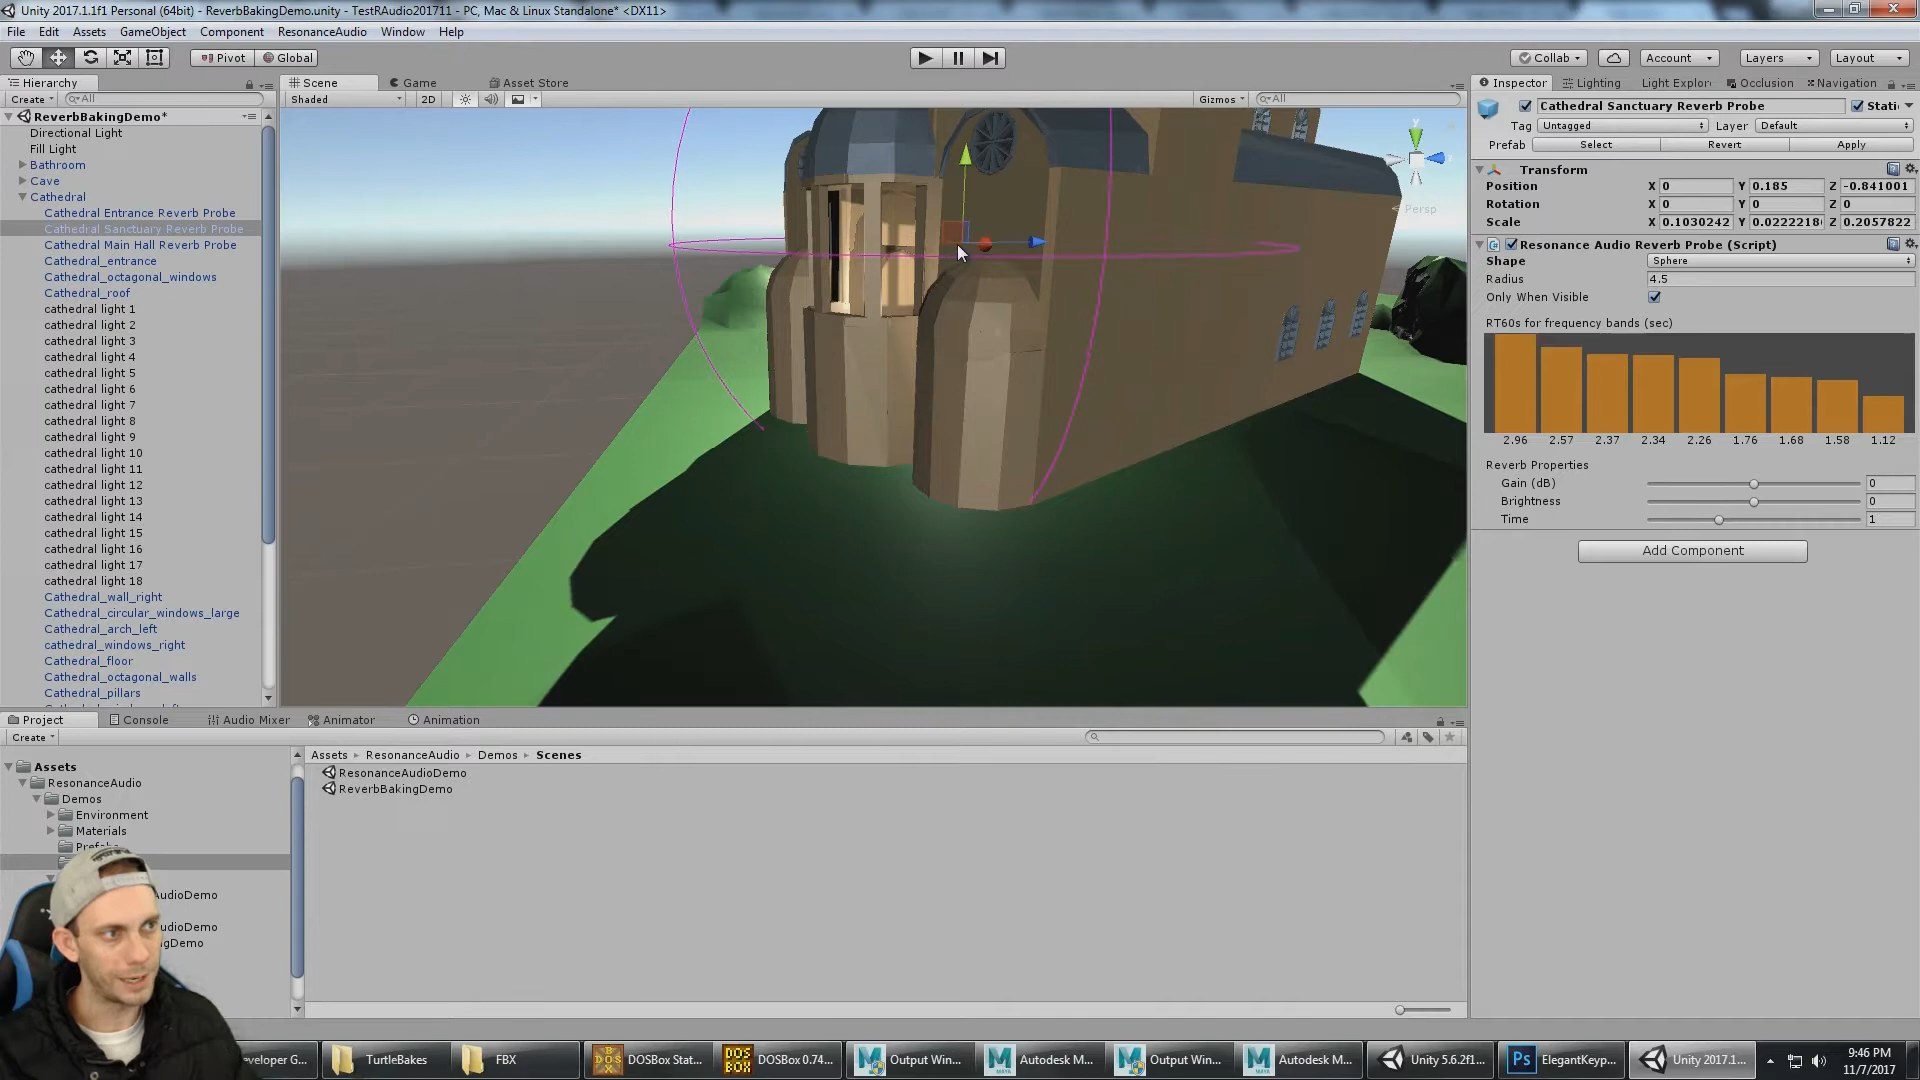 Unity 2017.1.1f1 Personal (64bit) - ReverbBakingDemo.unity - TestRAudio201711 - PC, Mac & Linux Standalone* <DX11>
File Edit Assets GameObject Component ResonanceAudio Window Help
Pivot Global Collab Account Layers Layout
Hierarchy
Create All
ReverbBakingDemo*
Directional Light
Fill Light
Bathroom
Cave
Cathedral
Cathedral Entrance Reverb Probe
Cathedral Sanctuary Reverb Probe
Cathedral Main Hall Reverb Probe
Cathedral_entrance
Cathedral_octagonal_windows
Cathedral_roof
cathedral light 1
cathedral light 2
cathedral light 3
cathedral light 4
cathedral light 5
cathedral light 6
cathedral light 7
cathedral light 8
cathedral light 9
cathedral light 10
cathedral light 11
cathedral light 12
cathedral light 13
cathedral light 14
cathedral light 15
cathedral light 16
cathedral light 17
cathedral light 18
Cathedral_wall_right
Cathedral_circular_windows_large
Cathedral_arch_left
cathedral_windows_right
Cathedral_floor
Cathedral_octagonal_walls
Cathedral_pillars
Scene Game Asset Store
Shaded 2D Gizmos All
y
Persp
Inspector Lighting Light Explor Occlusion Navigation
Cathedral Sanctuary Reverb Probe Stati
Tag Untagged Layer Default
Prefab Select Revert Apply
Transform
Position X 0 Y 0.185 Z -0.841001
Rotation X 0 Y 0 Z 0
Scale X 0.1030242 Y 0.0222218 Z 0.2057822
Resonance Audio Reverb Probe (Script)
Shape Sphere
Radius 4.5
Only When Visible
RT60s for frequency bands (sec)
2.96 2.57 2.37 2.34 2.26 1.76 1.68 1.58 1.12
Reverb Properties
Gain (dB) 0
Brightness 0
Time 1
Add Component
Project Console Audio Mixer Animator Animation
Create
Assets
ResonanceAudio
Demos
Environment
Materials
Prefabs
AudioDemo
AudioDemo
ngDemo
Assets ResonanceAudio Demos Scenes
ResonanceAudioDemo
ReverbBakingDemo
eveloper G... TurtleBakes FBX DOSBox Stat... DOSBox 0.74... Output Win... Autodesk M... Output Win... Autodesk M... Unity 5.6.2f1... ElegantKeyp... Unity 2017.1...
9:46 PM
11/7/2017